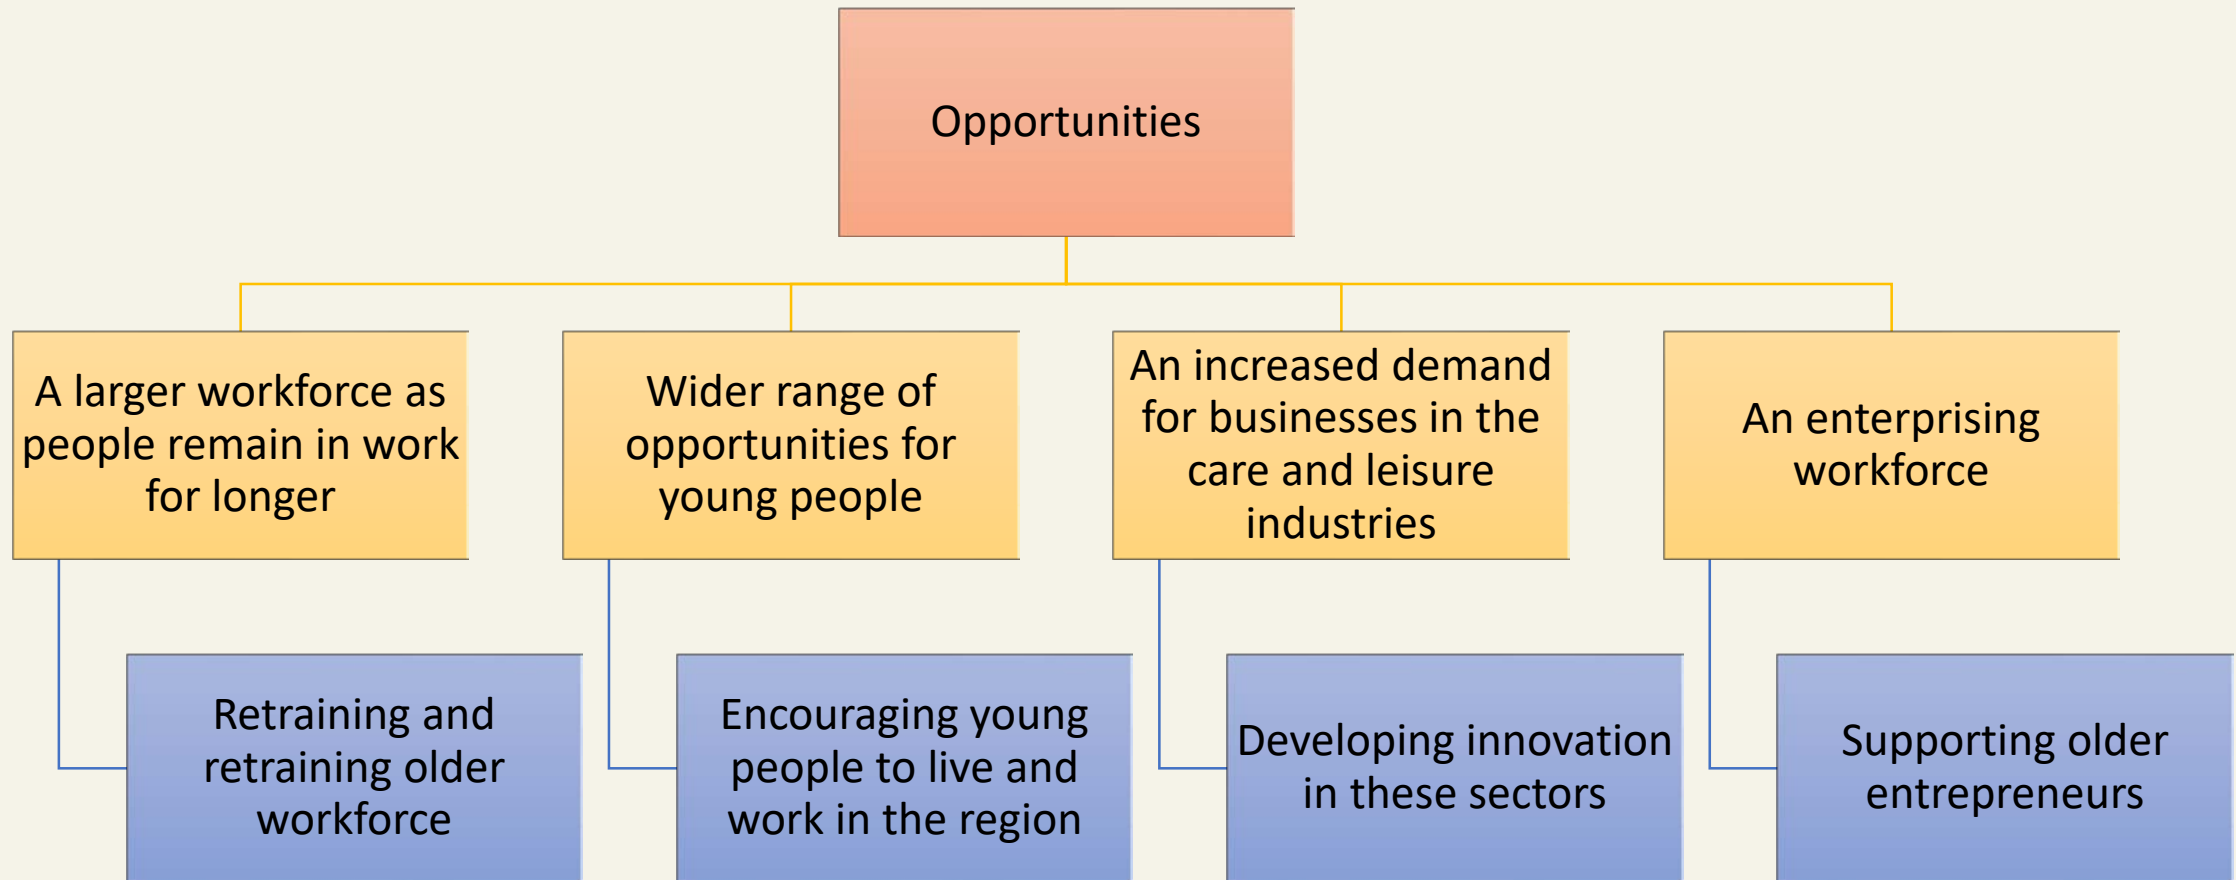 Opportunities
A larger workforce as
people remain in work
for longer
Wider range of
opportunities for
young people
An increased demand
for businesses in the
care and leisure
industries
An enterprising
workforce
Retraining and
retraining older
workforce
Encouraging young
people to live and
work in the region
Developing innovation
in these sectors
Supporting older
entrepreneurs